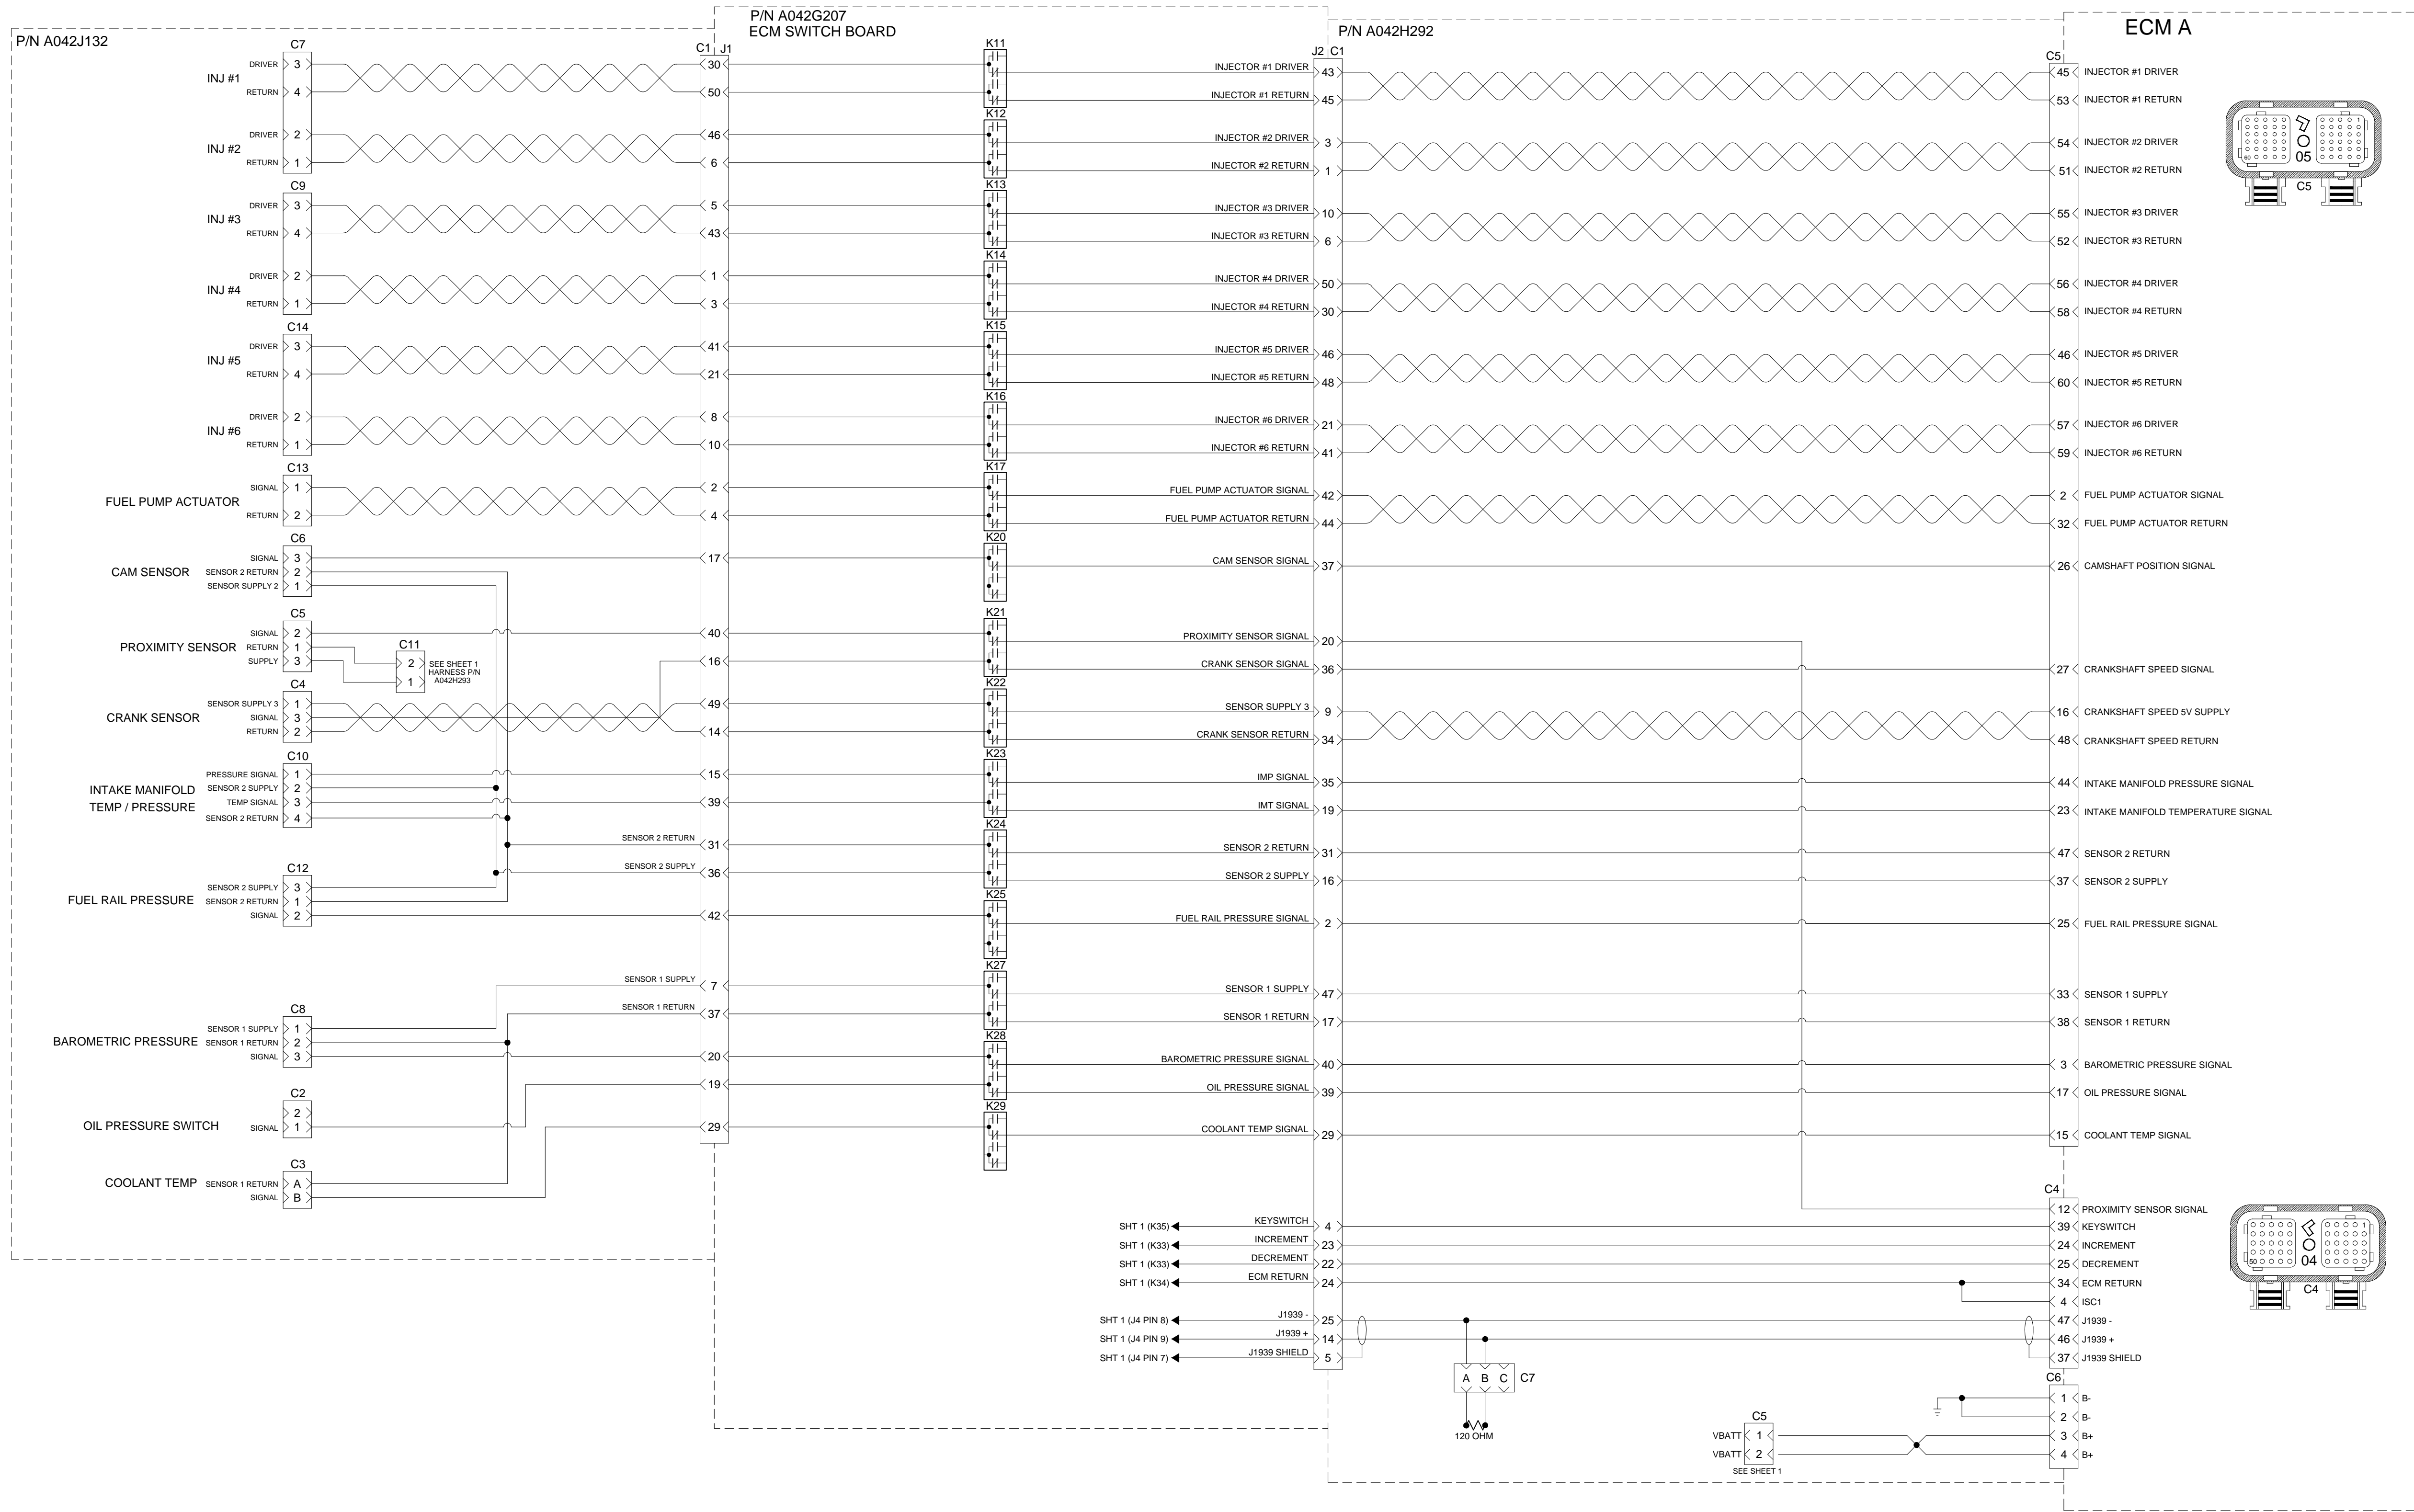 P/N A042J132
P/N A042G207
ECM SWITCH BOARD
P/N A042H292
ECM A
C7
INJ #1
DRIVER 3
RETURN 4
INJ #2
DRIVER 2
RETURN 1
C9
INJ #3
DRIVER 3
RETURN 4
INJ #4
DRIVER 2
RETURN 1
C14
INJ #5
DRIVER 3
RETURN 4
INJ #6
DRIVER 2
RETURN 1
C13
FUEL PUMP ACTUATOR
SIGNAL 1
RETURN 2
C6
CAM SENSOR
SIGNAL 3
SENSOR 2 RETURN 2
SENSOR SUPPLY 2 1
C5
PROXIMITY SENSOR
SIGNAL 2
RETURN 1
SUPPLY 3
C11
2
1
SEE SHEET 1
HARNESS P/N
A042H293
C4
CRANK SENSOR
SENSOR SUPPLY 3 1
SIGNAL 3
RETURN 2
C10
INTAKE MANIFOLD
TEMP / PRESSURE
PRESSURE SIGNAL 1
SENSOR 2 SUPPLY 2
TEMP SIGNAL 3
SENSOR 2 RETURN 4
C12
FUEL RAIL PRESSURE
SENSOR 2 SUPPLY 3
SENSOR 2 RETURN 1
SIGNAL 2
C8
BAROMETRIC PRESSURE
SENSOR 1 SUPPLY 1
SENSOR 1 RETURN 2
SIGNAL 3
C2
OIL PRESSURE SWITCH
2
SIGNAL 1
C3
COOLANT TEMP
SENSOR 1 RETURN A
SIGNAL B
C1 J1
30
50
46
6
5
43
1
3
41
21
8
10
2
4
17
40
16
49
14
15
39
SENSOR 2 RETURN 31
SENSOR 2 SUPPLY 36
42
SENSOR 1 SUPPLY 7
SENSOR 1 RETURN 37
20
19
29
K11
K12
K13
K14
K15
K16
K17
K20
K21
K22
K23
K24
K25
K27
K28
K29
J2 C1
INJECTOR #1 DRIVER 43
INJECTOR #1 RETURN 45
INJECTOR #2 DRIVER 3
INJECTOR #2 RETURN 1
INJECTOR #3 DRIVER 10
INJECTOR #3 RETURN 6
INJECTOR #4 DRIVER 50
INJECTOR #4 RETURN 30
INJECTOR #5 DRIVER 46
INJECTOR #5 RETURN 48
INJECTOR #6 DRIVER 21
INJECTOR #6 RETURN 41
FUEL PUMP ACTUATOR SIGNAL 42
FUEL PUMP ACTUATOR RETURN 44
CAM SENSOR SIGNAL 37
PROXIMITY SENSOR SIGNAL 20
CRANK SENSOR SIGNAL 36
SENSOR SUPPLY 3 9
CRANK SENSOR RETURN 34
IMP SIGNAL 35
IMT SIGNAL 19
SENSOR 2 RETURN 31
SENSOR 2 SUPPLY 16
FUEL RAIL PRESSURE SIGNAL 2
SENSOR 1 SUPPLY 47
SENSOR 1 RETURN 17
BAROMETRIC PRESSURE SIGNAL 40
OIL PRESSURE SIGNAL 39
COOLANT TEMP SIGNAL 29
SHT 1 (K35) KEYSWITCH 4
SHT 1 (K33) INCREMENT 23
SHT 1 (K33) DECREMENT 22
SHT 1 (K34) ECM RETURN 24
SHT 1 (J4 PIN 8) J1939 - 25
SHT 1 (J4 PIN 9) J1939 + 14
SHT 1 (J4 PIN 7) J1939 SHIELD 5
A B C C7
120 OHM
C5
VBATT 1
VBATT 2
SEE SHEET 1
C5
45 INJECTOR #1 DRIVER
53 INJECTOR #1 RETURN
54 INJECTOR #2 DRIVER
51 INJECTOR #2 RETURN
55 INJECTOR #3 DRIVER
52 INJECTOR #3 RETURN
56 INJECTOR #4 DRIVER
58 INJECTOR #4 RETURN
46 INJECTOR #5 DRIVER
60 INJECTOR #5 RETURN
57 INJECTOR #6 DRIVER
59 INJECTOR #6 RETURN
2 FUEL PUMP ACTUATOR SIGNAL
32 FUEL PUMP ACTUATOR RETURN
26 CAMSHAFT POSITION SIGNAL
27 CRANKSHAFT SPEED SIGNAL
16 CRANKSHAFT SPEED 5V SUPPLY
48 CRANKSHAFT SPEED RETURN
44 INTAKE MANIFOLD PRESSURE SIGNAL
23 INTAKE MANIFOLD TEMPERATURE SIGNAL
47 SENSOR 2 RETURN
37 SENSOR 2 SUPPLY
25 FUEL RAIL PRESSURE SIGNAL
33 SENSOR 1 SUPPLY
38 SENSOR 1 RETURN
3 BAROMETRIC PRESSURE SIGNAL
17 OIL PRESSURE SIGNAL
15 COOLANT TEMP SIGNAL
C4
12 PROXIMITY SENSOR SIGNAL
39 KEYSWITCH
24 INCREMENT
25 DECREMENT
34 ECM RETURN
4 ISC1
47 J1939 -
46 J1939 +
37 J1939 SHIELD
C6
1 B-
2 B-
3 B+
4 B+
1
60
05
C5
1
50
04
C4